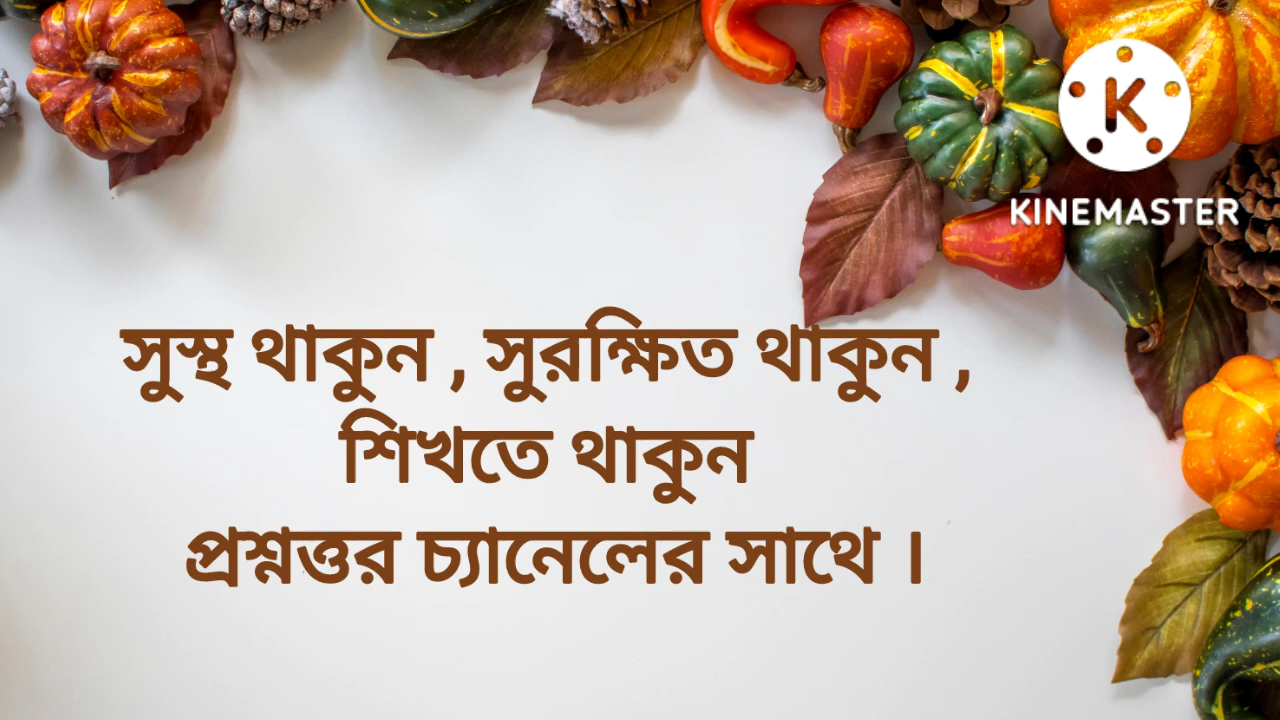 KINEMASTER
সুস্থ থাকুন , সুরক্ষিত থাকুন ,
শিখতে থাকুন
প্রশ্নত্তর চ্যানেলের সাথে ।